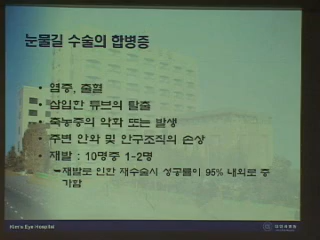 눈물길 수술의 합병증
• 염증, 출혈
• 삽입한 튜브의 탈출
• 축농증의 악화 또는 발생
• 주변 안와 및 안구조직의 손상
• 재발 : 10명중 1-2명
재발로 인한 재수술시 성공률이 95% 내외로 증
가함
Kim's Eye Hospital